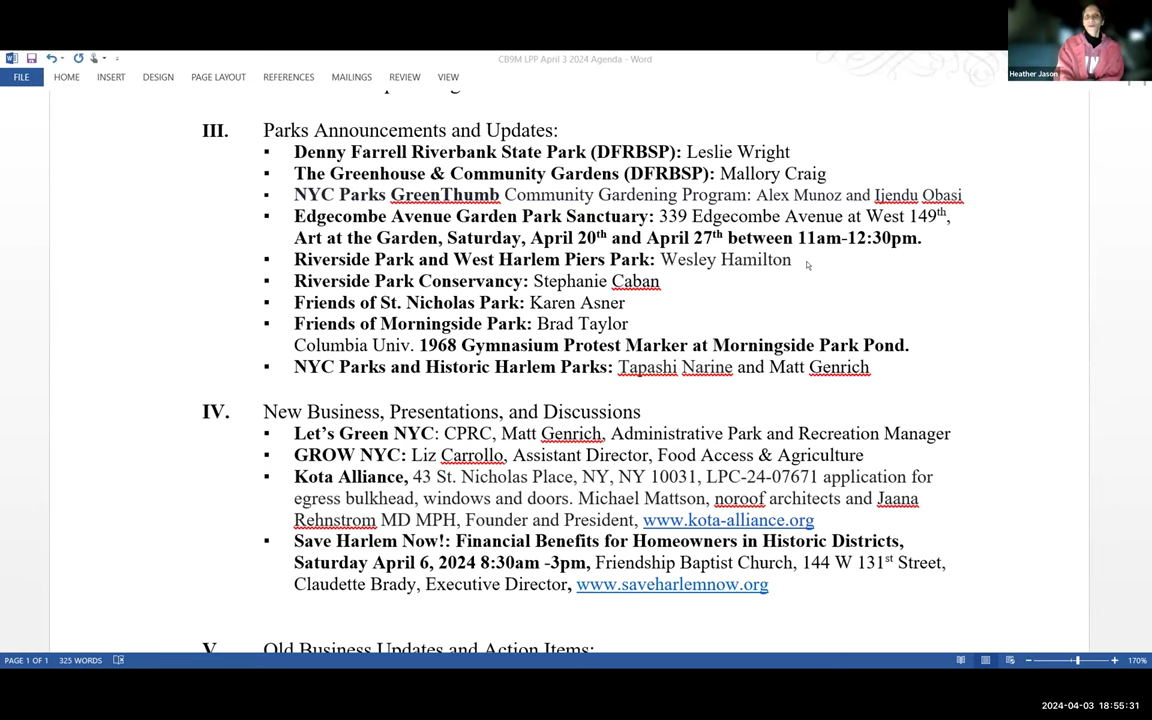 CB9M LPP April 3 2024 Agenda - Word
Heather Jason
FILE HOME INSERT DESIGN PAGE LAYOUT REFERENCES MAILINGS REVIEW VIEW
III. Parks Announcements and Updates:
▪ Denny Farrell Riverbank State Park (DFRBSP): Leslie Wright
▪ The Greenhouse & Community Gardens (DFRBSP): Mallory Craig
▪ NYC Parks GreenThumb Community Gardening Program: Alex Munoz and Ijendu Obasi
▪ Edgecombe Avenue Garden Park Sanctuary: 339 Edgecombe Avenue at West 149th,
Art at the Garden, Saturday, April 20th and April 27th between 11am-12:30pm.
▪ Riverside Park and West Harlem Piers Park: Wesley Hamilton
▪ Riverside Park Conservancy: Stephanie Caban
▪ Friends of St. Nicholas Park: Karen Asner
▪ Friends of Morningside Park: Brad Taylor
Columbia Univ. 1968 Gymnasium Protest Marker at Morningside Park Pond.
▪ NYC Parks and Historic Harlem Parks: Tapashi Narine and Matt Genrich
IV. New Business, Presentations, and Discussions
▪ Let's Green NYC: CPRC, Matt Genrich, Administrative Park and Recreation Manager
▪ GROW NYC: Liz Carrollo, Assistant Director, Food Access & Agriculture
▪ Kota Alliance, 43 St. Nicholas Place, NY, NY 10031, LPC-24-07671 application for
egress bulkhead, windows and doors. Michael Mattson, noroof architects and Jaana
Rehnstrom MD MPH, Founder and President, www.kota-alliance.org
▪ Save Harlem Now!: Financial Benefits for Homeowners in Historic Districts,
Saturday April 6, 2024 8:30am -3pm, Friendship Baptist Church, 144 W 131st Street,
Claudette Brady, Executive Director, www.saveharlemnow.org
V. Old Business Updates and Action Items:
PAGE 1 OF 1 325 WORDS 170%
2024-04-03 18:55:31